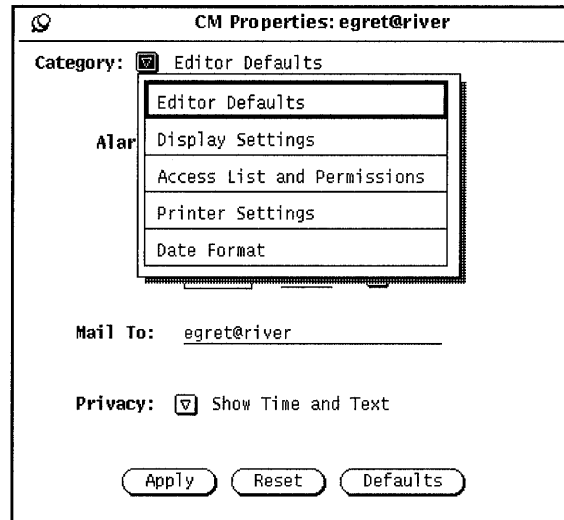 CM Properties: egret@river
Category: Editor Defaults
Editor Defaults
Alar
Display Settings
Access List and Permissions
Printer Settings
Date Format
Mail To: egret@river
Privacy: Show Time and Text
Apply Reset Defaults